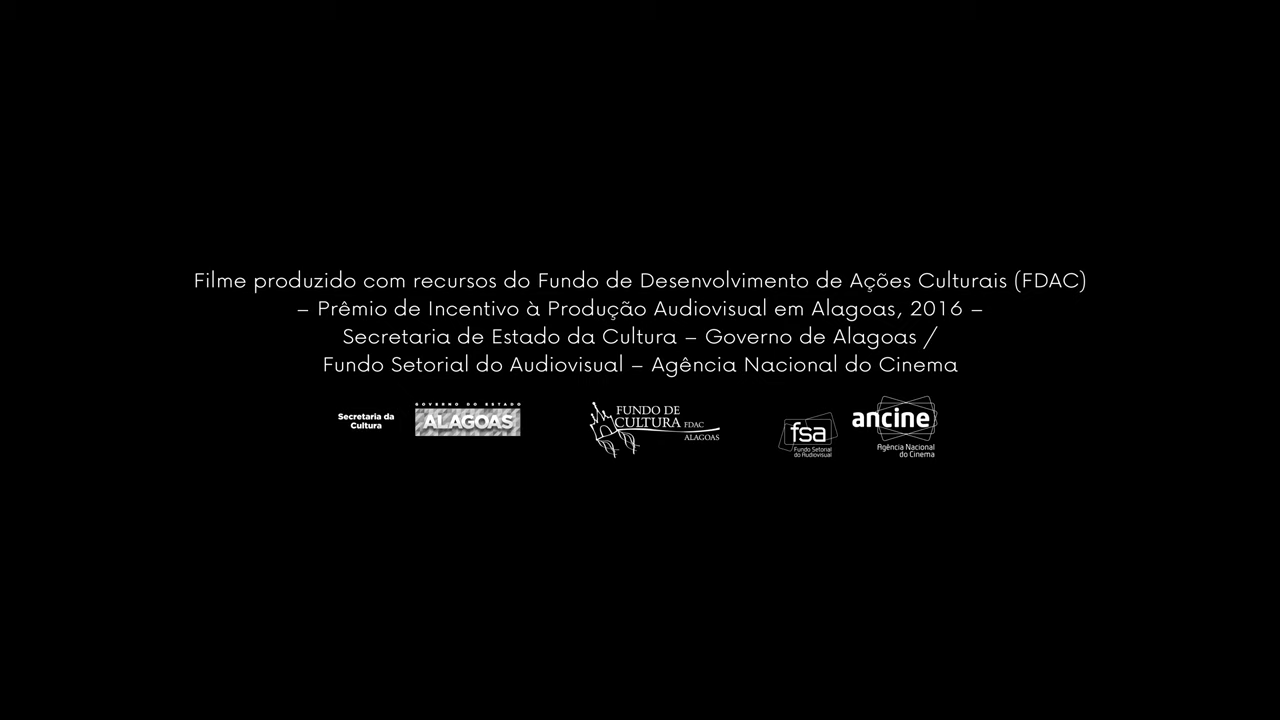 Filme produzido com recursos do Fundo de Desenvolvimento de Ações Culturais (FDAC)
– Prêmio de Incentivo à Produção Audiovisual em Alagoas, 2016 –
Secretaria de Estado da Cultura – Governo de Alagoas /
Fundo Setorial do Audiovisual – Agência Nacional do Cinema
Secretaria da
Cultura
GOVERNO DO ESTADO
ALAGOAS
FUNDO DE
CULTURA FDAC
ALAGOAS
fsa
Fundo Setorial
do Audiovisual
ancine
Agência Nacional
do Cinema